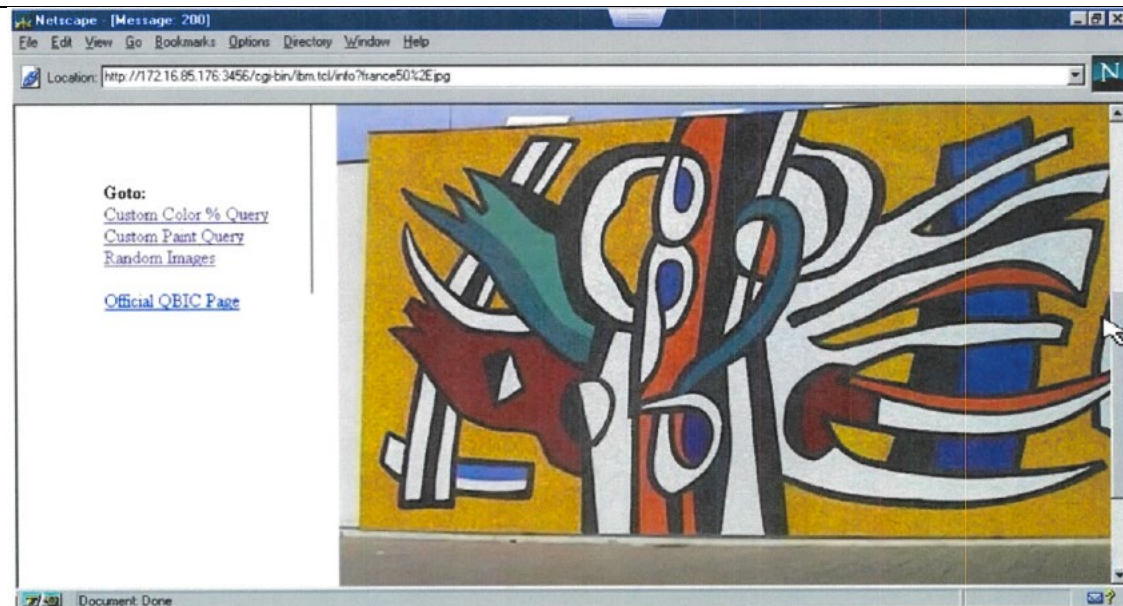 Netscape - [Message: 200]
File Edit View Go Bookmarks Options Directory Window Help
Location: http://172.16.85.176:3456/cgi-bin/ibm.tcl/info?france50%2Ejpg
N
Goto:
Custom Color % Query
Custom Paint Query
Random Images
Official QBIC Page
Document: Done